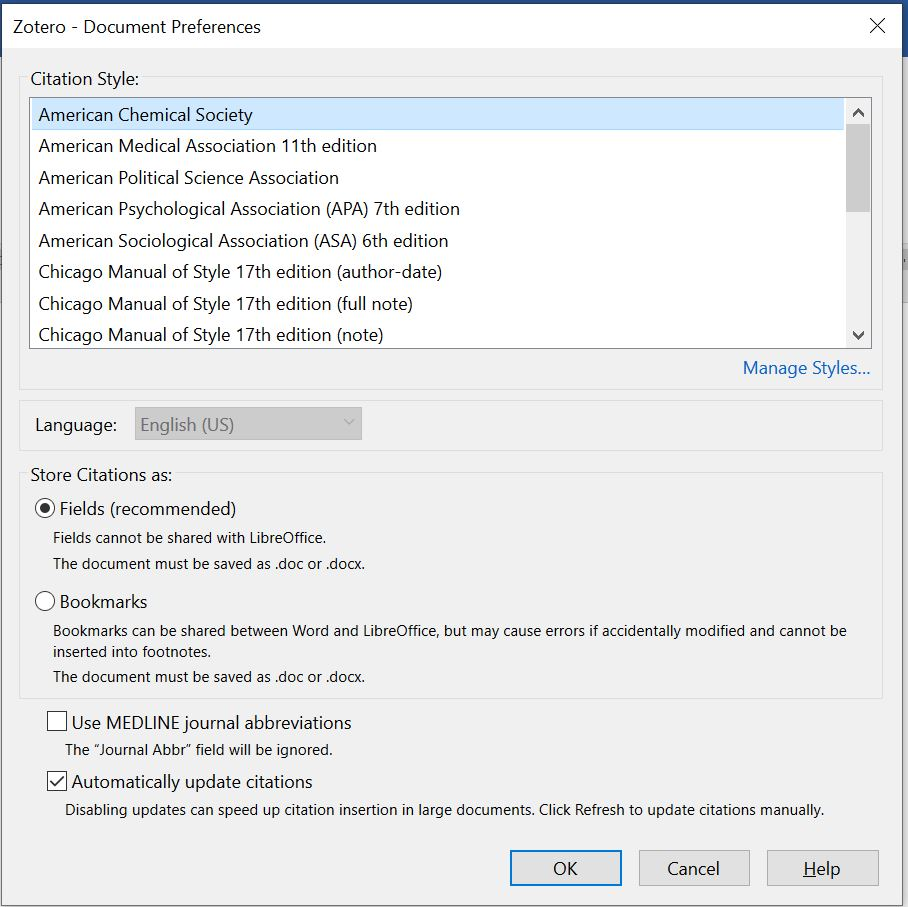 Zotero - Document Preferences
Citation Style:
American Chemical Society
American Medical Association 11th edition
American Political Science Association
American Psychological Association (APA) 7th edition
American Sociological Association (ASA) 6th edition
Chicago Manual of Style 17th edition (author-date)
Chicago Manual of Style 17th edition (full note)
Chicago Manual of Style 17th edition (note)
Manage Styles...
Language: English (US)
Store Citations as:
Fields (recommended)
Fields cannot be shared with LibreOffice.
The document must be saved as .doc or .docx.
Bookmarks
Bookmarks can be shared between Word and LibreOffice, but may cause errors if accidentally modified and cannot be
inserted into footnotes.
The document must be saved as .doc or .docx.
Use MEDLINE journal abbreviations
The “Journal Abbr” field will be ignored.
Automatically update citations
Disabling updates can speed up citation insertion in large documents. Click Refresh to update citations manually.
OK Cancel Help